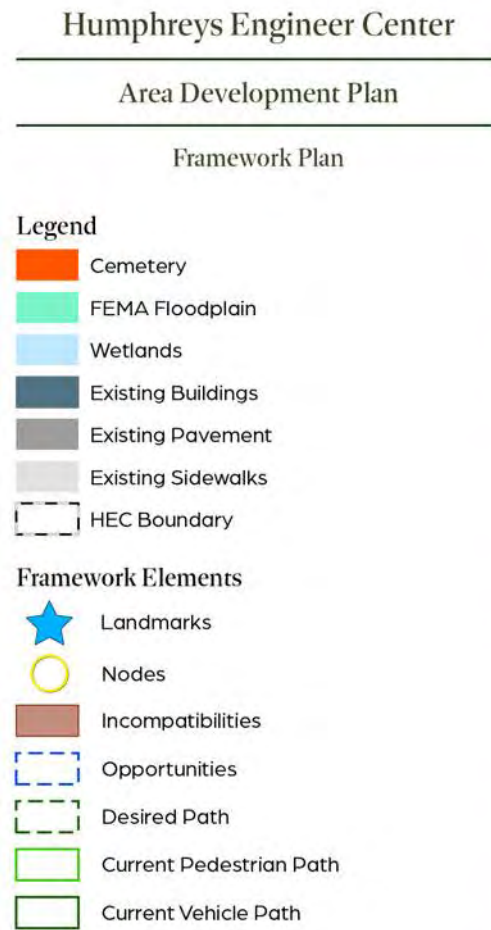 Humphreys Engineer Center
Area Development Plan
Framework Plan
Legend
Cemetery
FEMA Floodplain
Wetlands
Existing Buildings
Existing Pavement
Existing Sidewalks
HEC Boundary
Framework Elements
Landmarks
Nodes
Incompatibilities
Opportunities
Desired Path
Current Pedestrian Path
Current Vehicle Path